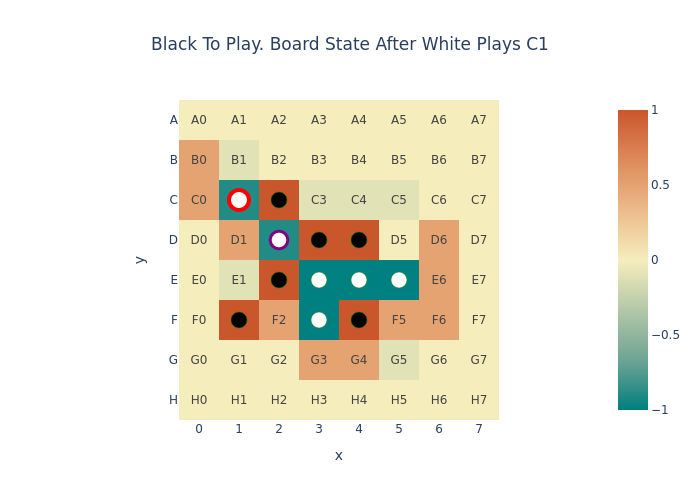 Black To Play. Board State After White Plays C1
A A0 A1 A2 A3 A4 A5 A6 A7
B B0 B1 B2 B3 B4 B5 B6 B7
C C0 C3 C4 C5 C6 C7
D D0 D1 D5 D6 D7
E E0 E1 E6 E7
F F0 F2 F5 F6 F7
G G0 G1 G2 G3 G4 G5 G6 G7
H H0 H1 H2 H3 H4 H5 H6 H7
0 1 2 3 4 5 6 7
x
y
1
0.5
0
−0.5
−1